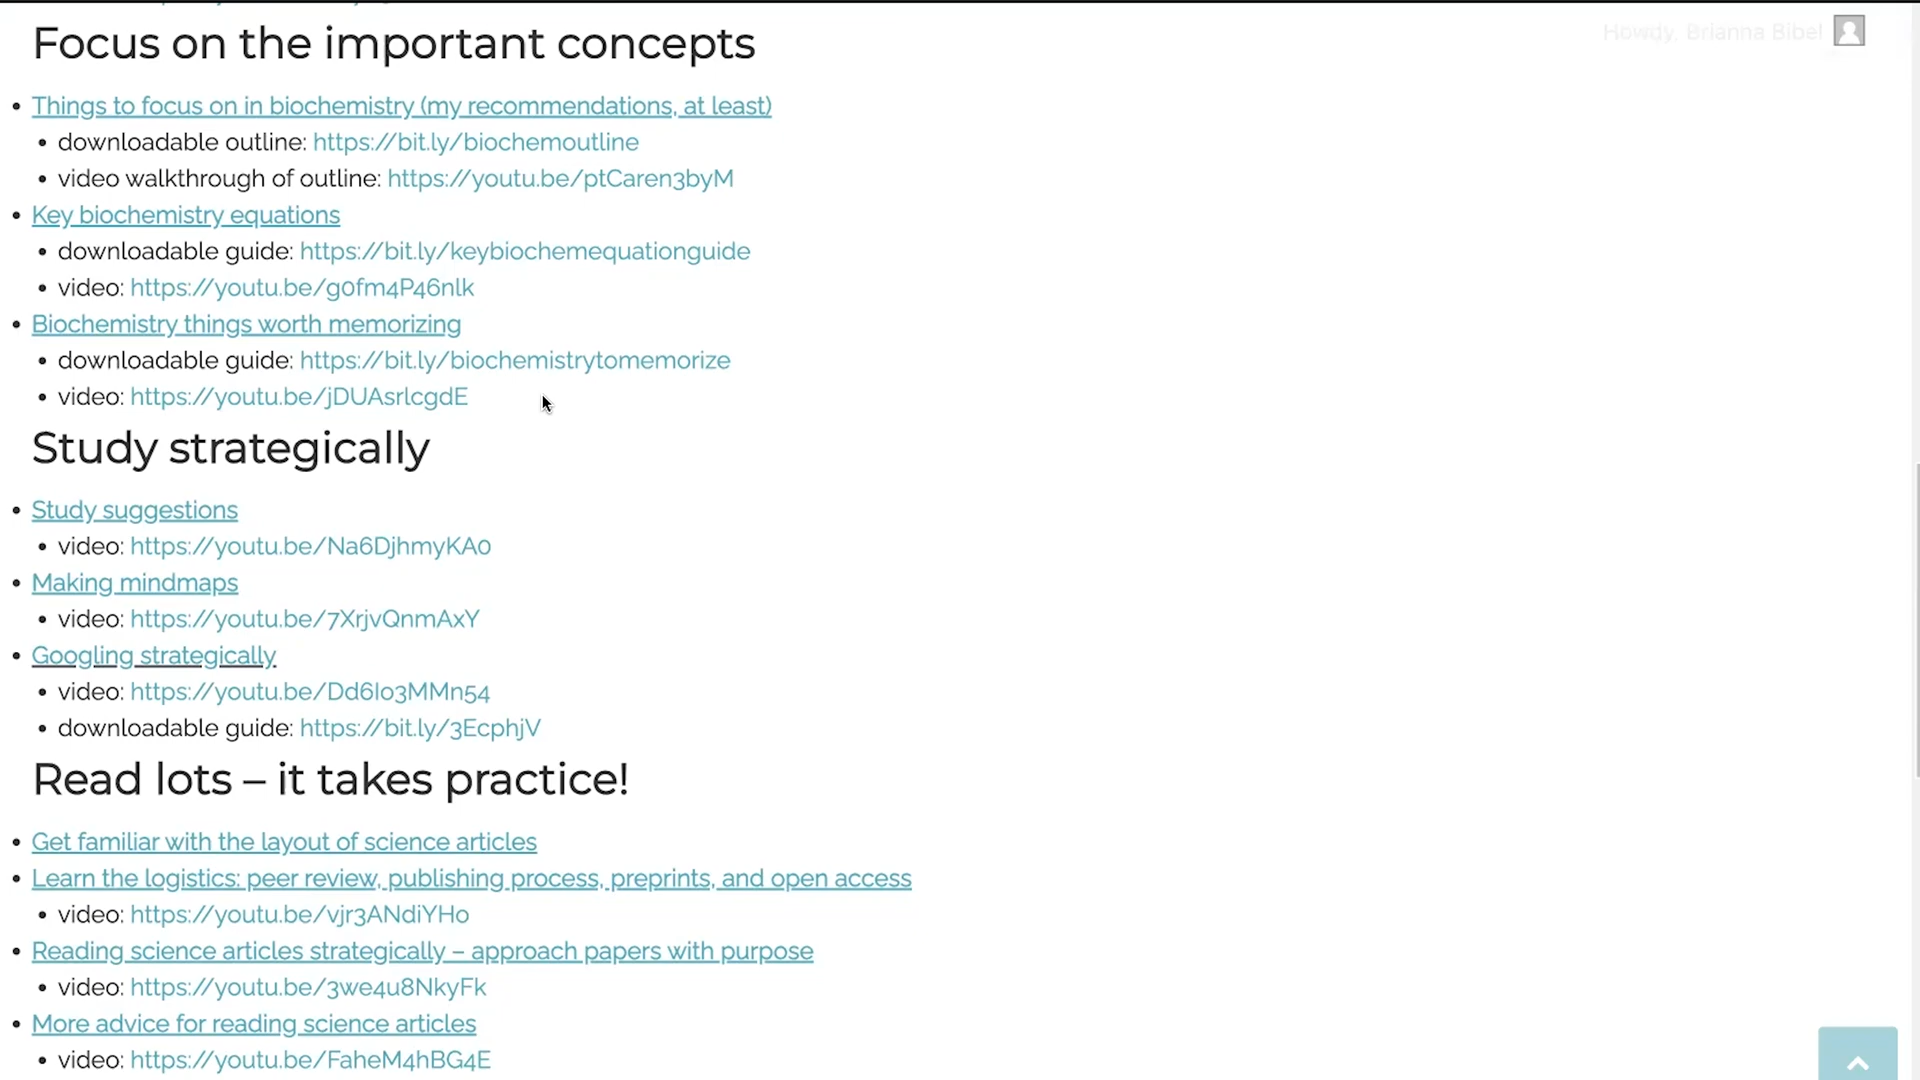 Howdy, Brianna Bibel
Focus on the important concepts
• Things to focus on in biochemistry (my recommendations, at least)
• downloadable outline: https://bit.ly/biochemoutline
• video walkthrough of outline: https://youtu.be/ptCaren3byM
• Key biochemistry equations
• downloadable guide: https://bit.ly/keybiochemequationguide
• video: https://youtu.be/g0fm4P46nlk
• Biochemistry things worth memorizing
• downloadable guide: https://bit.ly/biochemistrytomemorize
• video: https://youtu.be/jDUAsrlcgdE
Study strategically
• Study suggestions
• video: https://youtu.be/Na6DjhmyKA0
• Making mindmaps
• video: https://youtu.be/7XrjvQnmAxY
• Googling strategically
• video: https://youtu.be/Dd6Io3MMn54
• downloadable guide: https://bit.ly/3EcphjV
Read lots – it takes practice!
• Get familiar with the layout of science articles
• Learn the logistics: peer review, publishing process, preprints, and open access
• video: https://youtu.be/vjr3ANdiYHo
• Reading science articles strategically – approach papers with purpose
• video: https://youtu.be/3we4u8NkyFk
• More advice for reading science articles
• video: https://youtu.be/FaheM4hBG4E